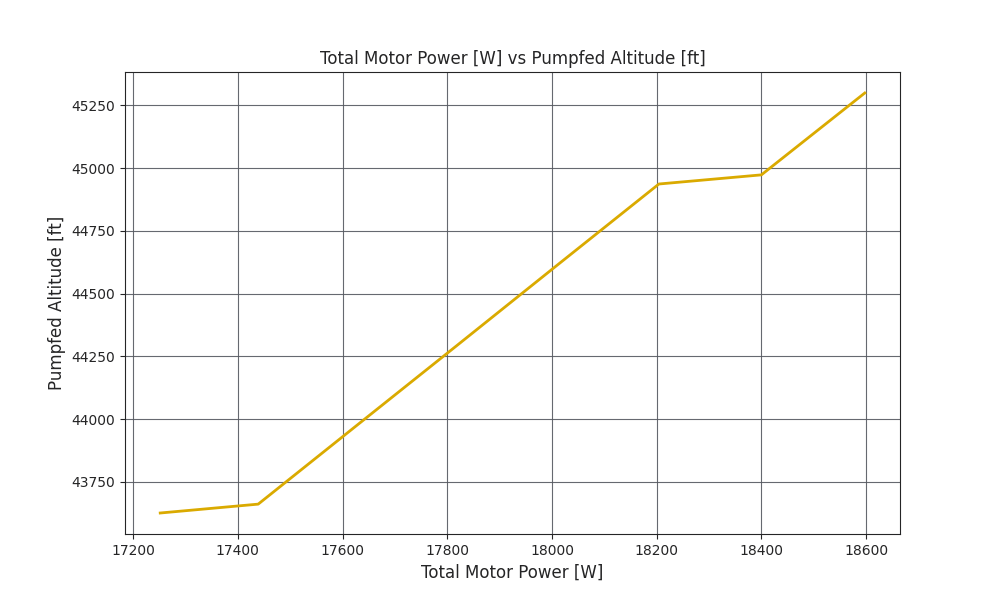 Total Motor Power [W] vs Pumpfed Altitude [ft]
45250
45000
44750
44500
44250
44000
43750
Pumpfed Altitude [ft]
17200 17400 17600 17800 18000 18200 18400 18600
Total Motor Power [W]